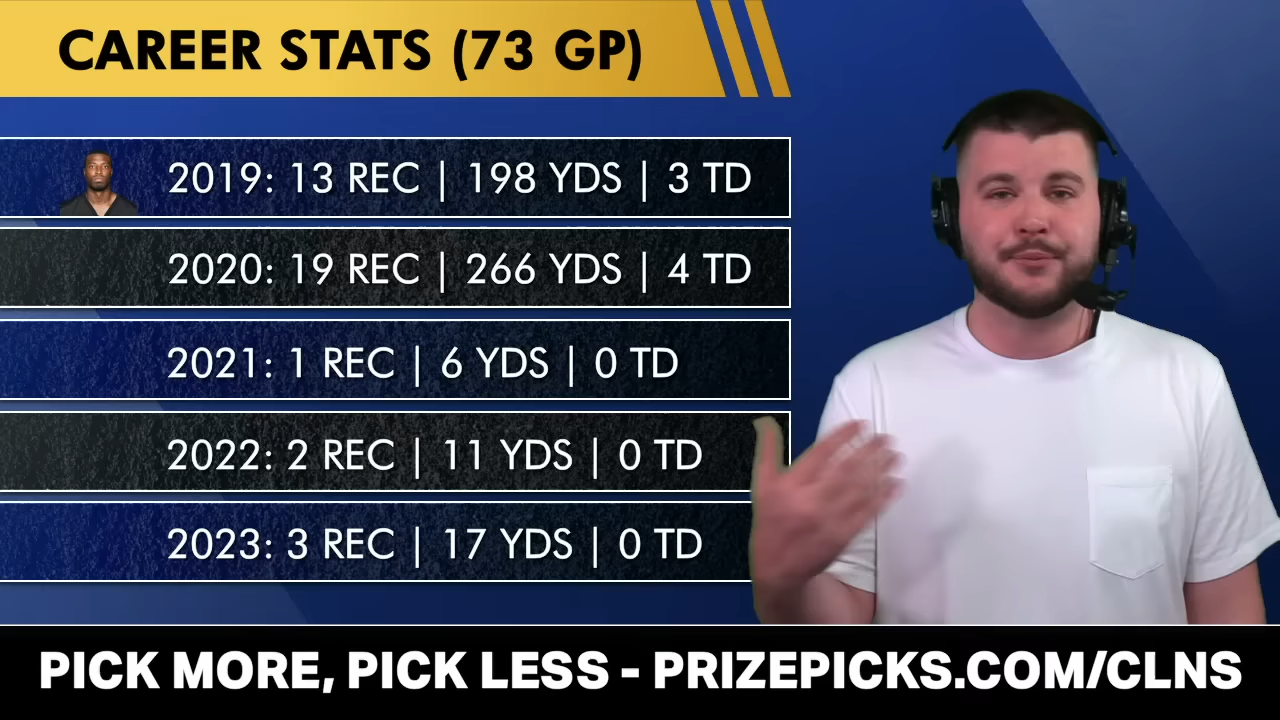 CAREER STATS (73 GP)
2019: 13 REC | 198 YDS | 3 TD
2020: 19 REC | 266 YDS | 4 TD
2021: 1 REC | 6 YDS | 0 TD
2022: 2 REC | 11 YDS | 0 TD
2023: 3 REC | 17 YDS | 0 TD
PICK MORE, PICK LESS - PRIZEPICKS.COM/CLNS